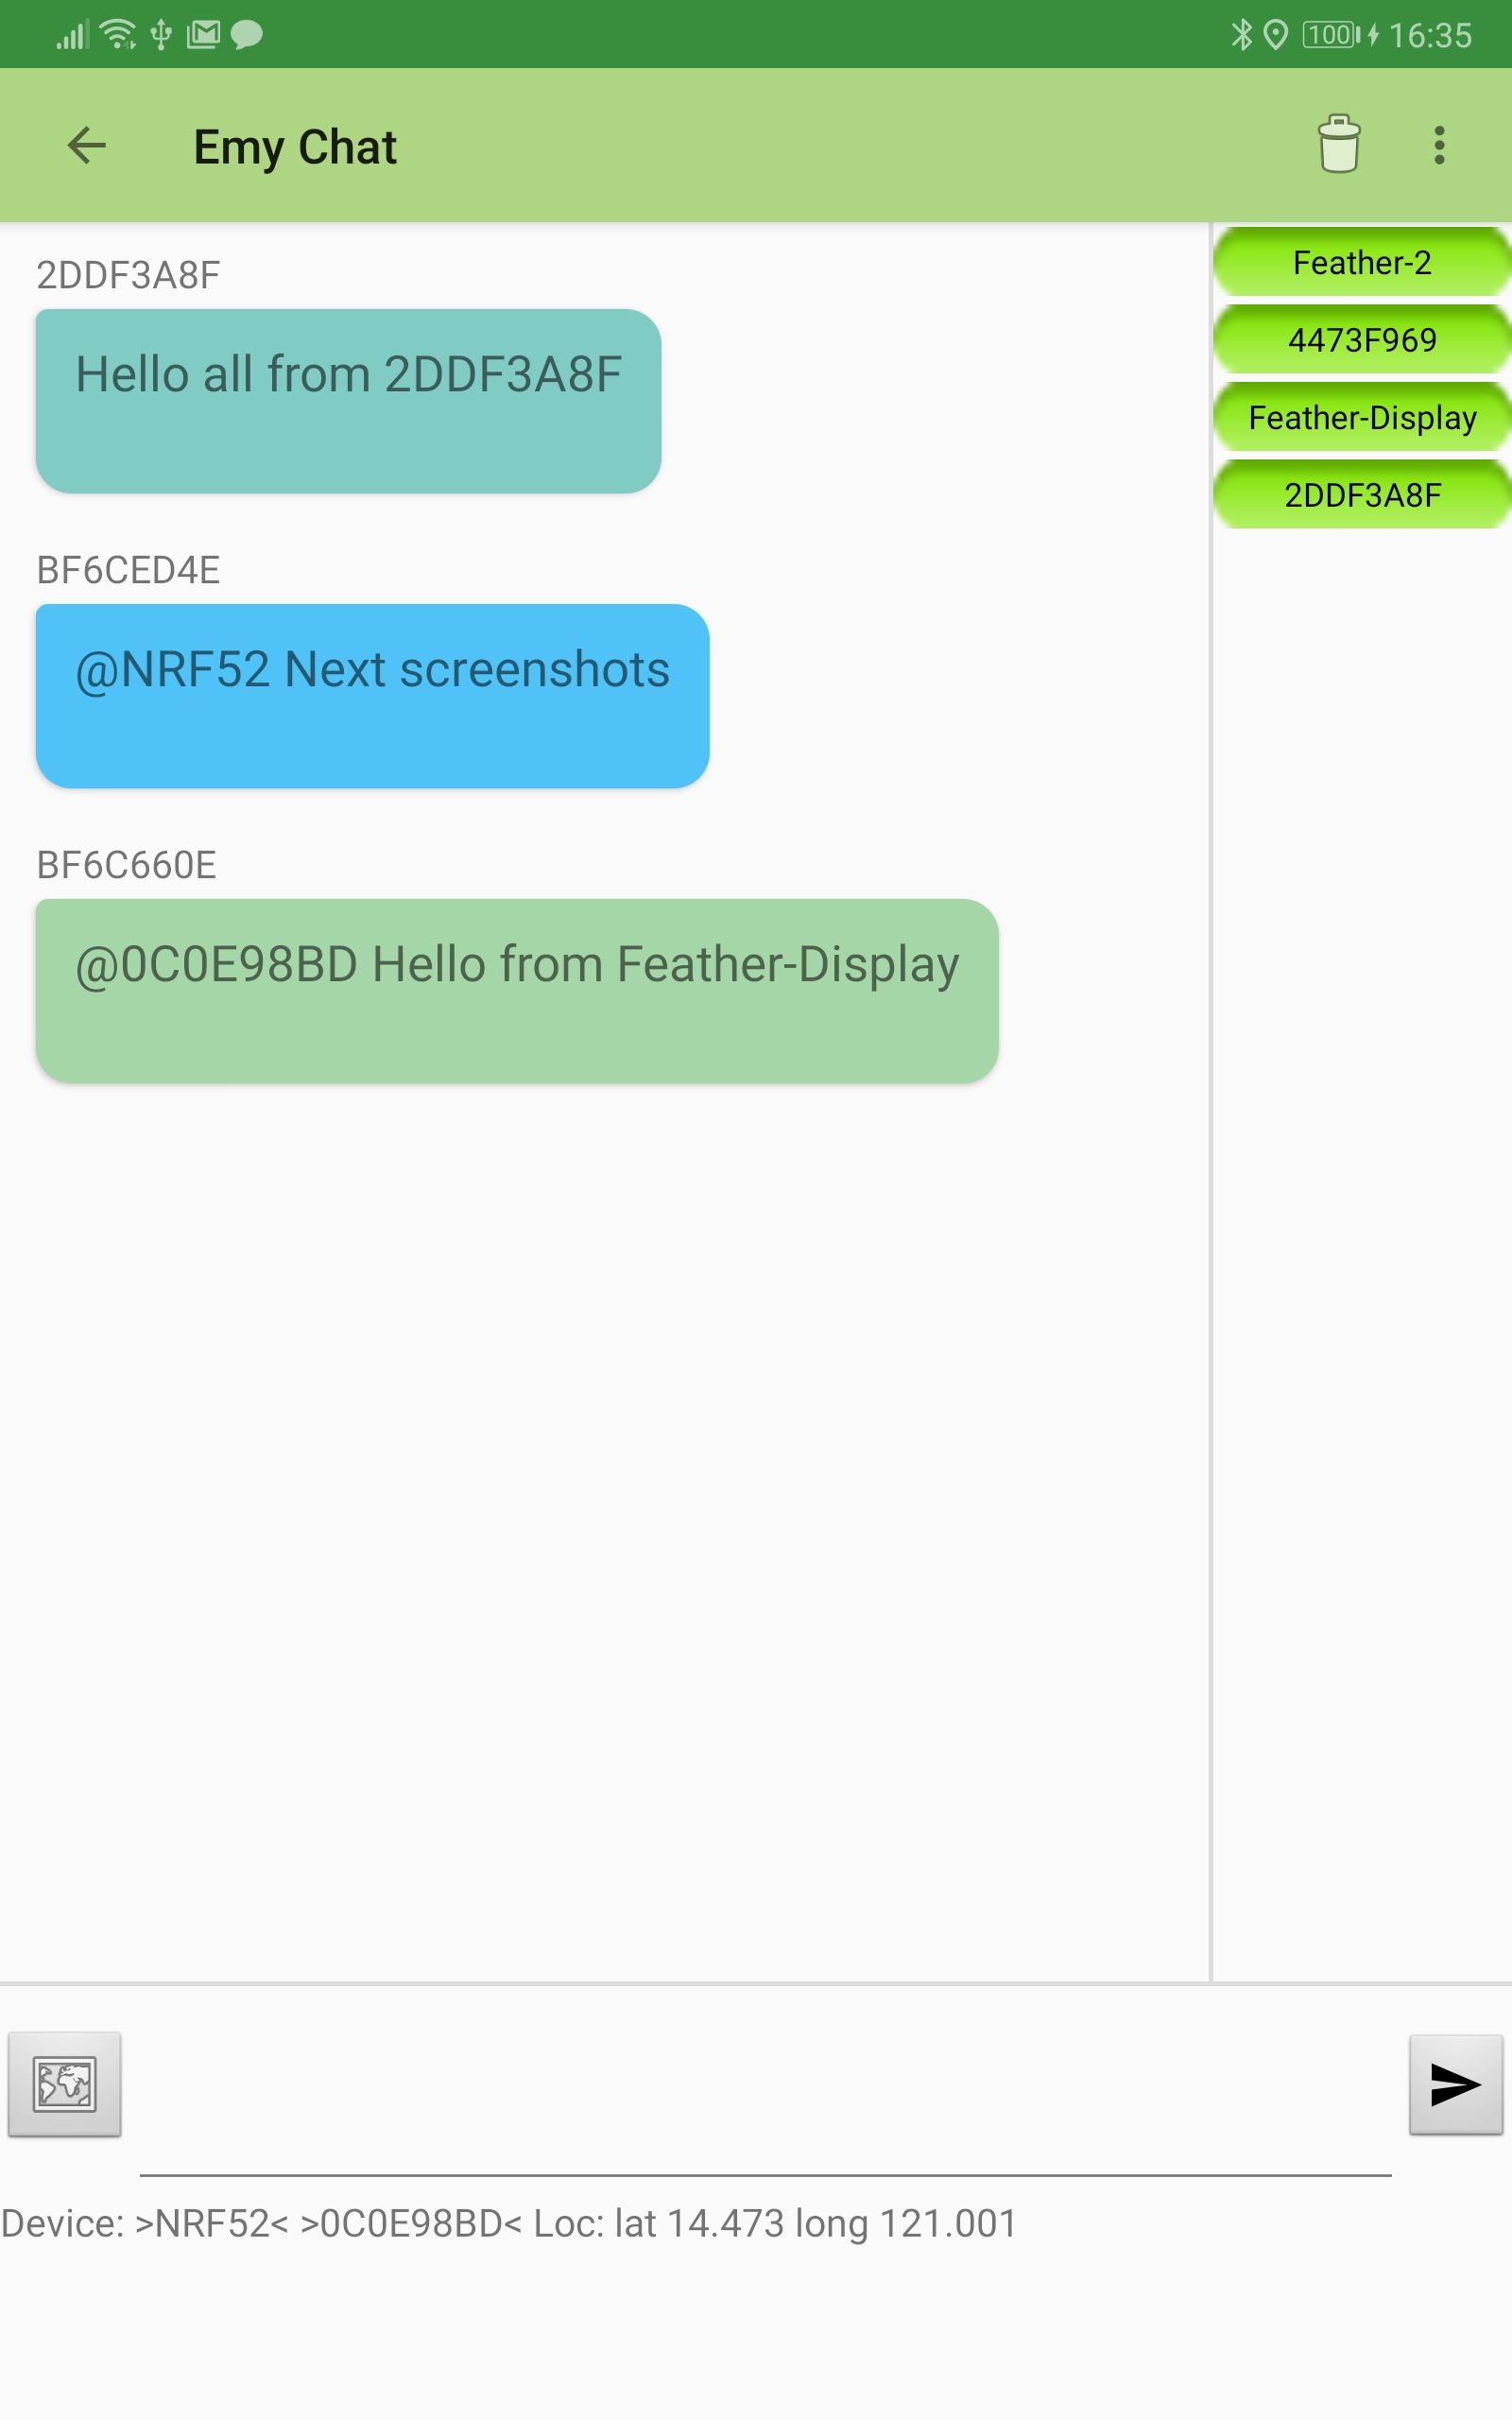 100 16:35
Emy Chat
2DDF3A8F
Hello all from 2DDF3A8F
BF6CED4E
@NRF52 Next screenshots
BF6C660E
@0C0E98BD Hello from Feather-Display
Feather-2
4473F969
Feather-Display
2DDF3A8F
Device: >NRF52< >0C0E98BD< Loc: lat 14.473 long 121.001